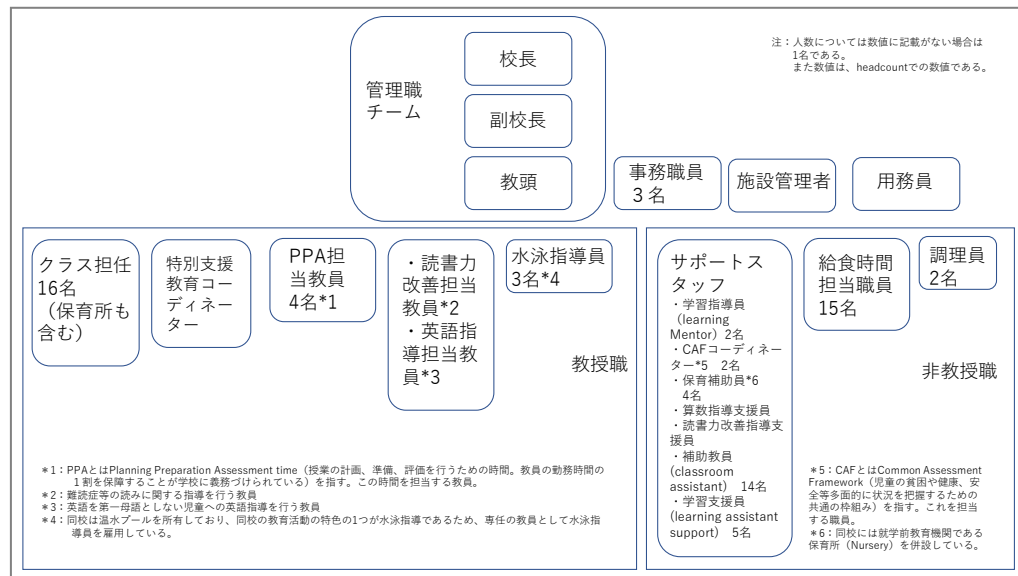 管理職
チーム
校長
副校長
教頭
注：人数については数値に記載がない場合は
1名である。
また数値は、headcountでの数値である。
事務職員
３名
施設管理者
用務員
クラス担任
16名
（保育所も
含む）
特別支援
教育コー
ディネー
ター
PPA担
当教員
4名*1
・読書力
改善担当
教員*2
・英語指
導担当教
員*3
水泳指導員
3名*4
教授職
＊1：PPAとはPlanning Preparation Assessment time（授業の計画、準備、評価を行うための時間。教員の勤務時間の
１割を保障することが学校に義務づけられている）を指す。この時間を担当する教員。
＊2：難読症等の読みに関する指導を行う教員
＊3：英語を第一母語としない児童への英語指導を行う教員
＊4：同校は温水プールを所有しており、同校の教育活動の特色の1つが水泳指導であるため、専任の教員として水泳指
導員を雇用している。
サポートス
タッフ
・学習指導員
（learning
Mentor）2名
・CAFコーディネー
ター*5　2名
・保育補助員*6
4名
・算数指導支援員
・読書力改善指導支
援員
・補助教員
(classroom
assistant)　14名
・学習支援員
(learning assistant
support)　5名
給食時間
担当職員
15名
調理員
2名
非教授職
＊5：CAFとはCommon Assessment
Framework（児童の貧困や健康、安
全等多面的に状況を把握するための
共通の枠組み）を指す。これを担当
する職員。
＊6：同校には就学前教育機関である
保育所（Nursery）を併設している。